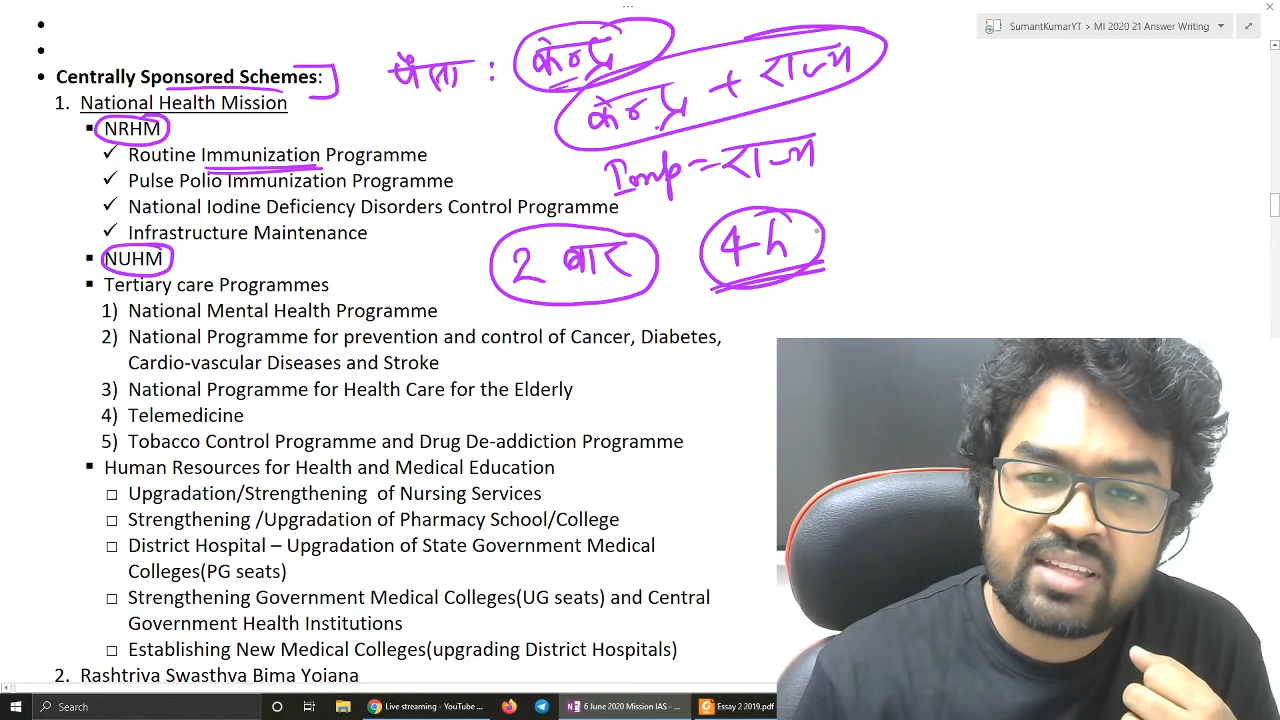 SumantKumarYT > MI 2020 21 Answer Writing
• Centrally Sponsored Schemes:
पैसा : केन्द्र
केन्द्र + राज्य
1. National Health Mission
NRHM
✓ Routine Immunization Programme
Imp = राज्य
✓ Pulse Polio Immunization Programme
✓ National Iodine Deficiency Disorders Control Programme
✓ Infrastructure Maintenance
2 बार 4h
NUHM
Tertiary care Programmes
1) National Mental Health Programme
2) National Programme for prevention and control of Cancer, Diabetes,
Cardio-vascular Diseases and Stroke
3) National Programme for Health Care for the Elderly
4) Telemedicine
5) Tobacco Control Programme and Drug De-addiction Programme
Human Resources for Health and Medical Education
□ Upgradation/Strengthening of Nursing Services
□ Strengthening /Upgradation of Pharmacy School/College
□ District Hospital – Upgradation of State Government Medical
Colleges(PG seats)
□ Strengthening Government Medical Colleges(UG seats) and Central
Government Health Institutions
□ Establishing New Medical Colleges(upgrading District Hospitals)
2. Rashtriya Swasthya Bima Yojana
Search
Live streaming - YouTube ...
6 June 2020 Mission IAS - ...
Essay 2 2019.pdf